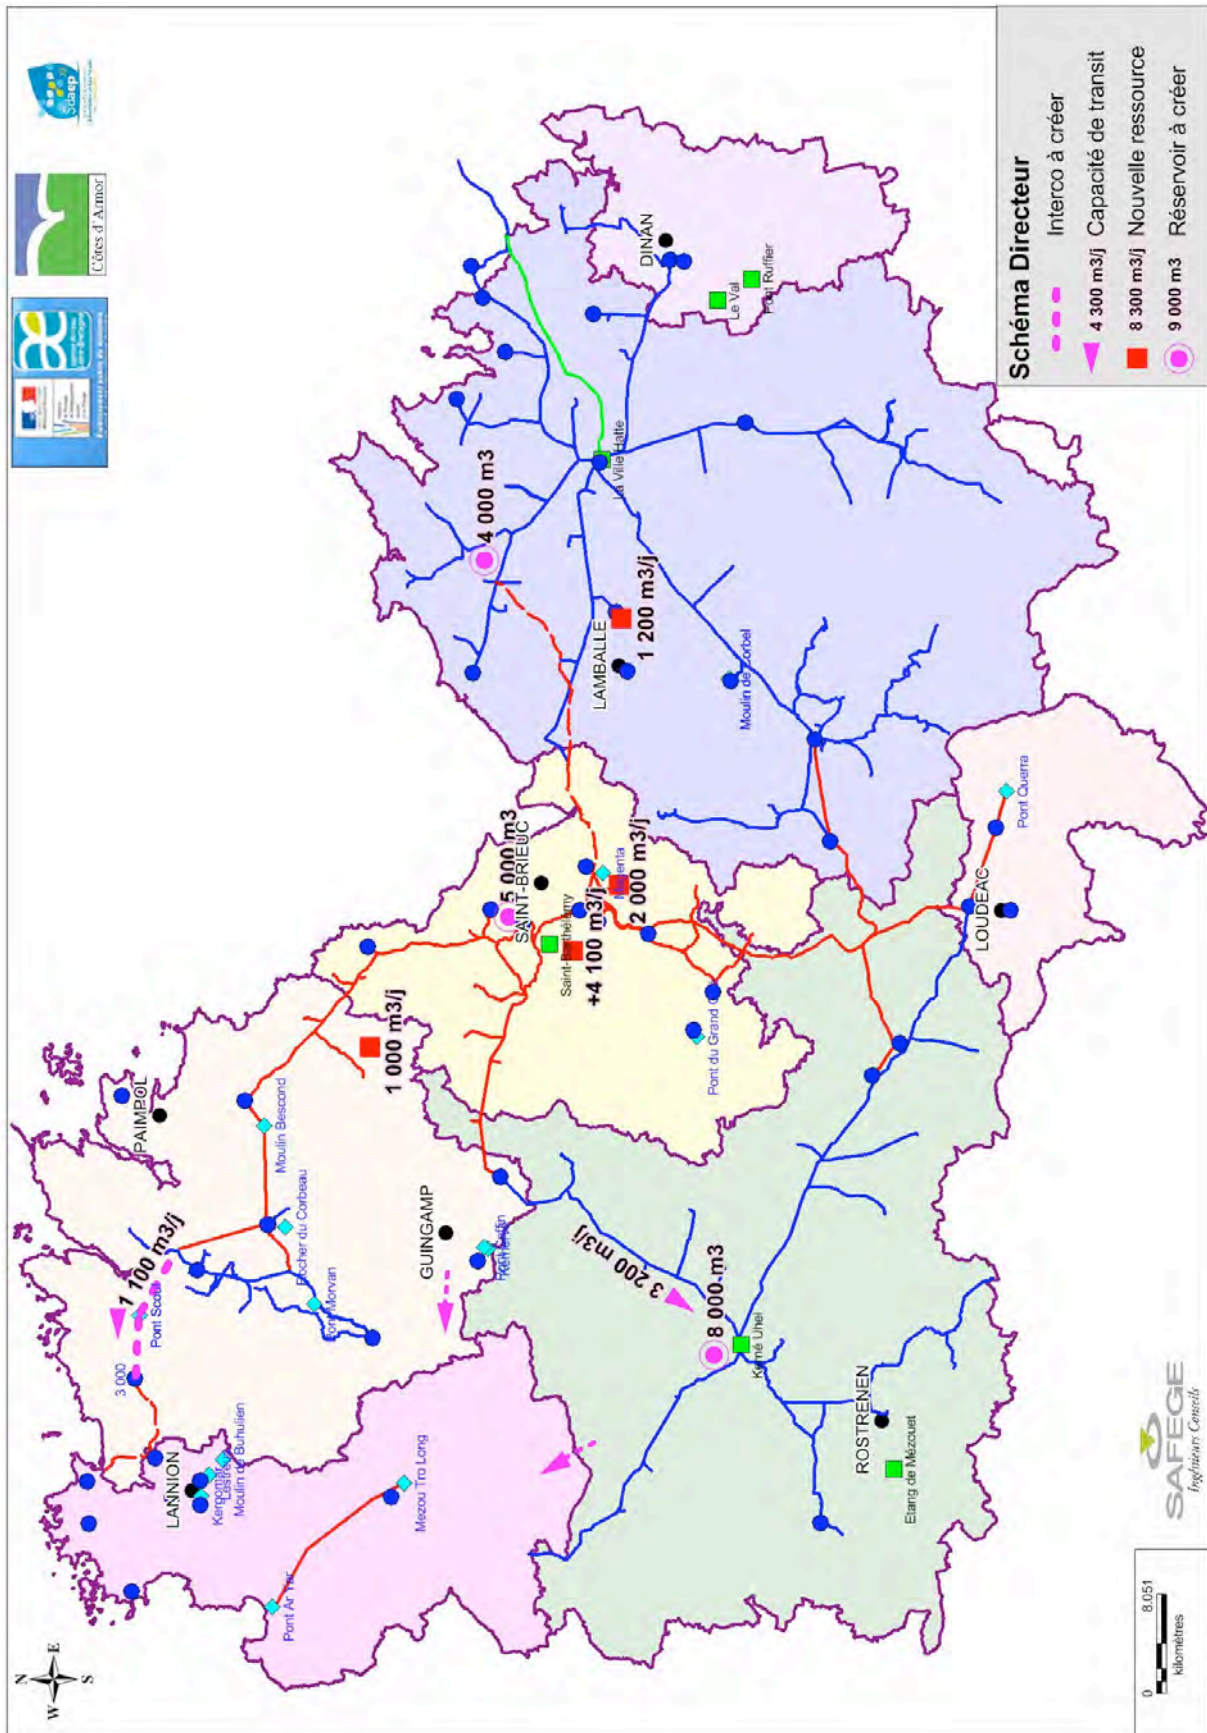 N
W
E
S
Côtes d'Armor
Sdaep
PAIMPOL
3 000
1 100 m3/j
Pont Scoul
LANNION
Kergomar
Lestrez
Moulin de Buhulien
Moulin Bescond
Rocher du Corbeau
Pont Morvan
Pont Ar Yar
Mezou Tro Long
1 000 m3/j
GUINGAMP
3 200 m3/j
8 000 m3
Kerné Uhel
ROSTRENEN
Etang de Mézouet
5 000 m3
SAINT-BRIEUC
Saint-Barthélemy
+4 100 m3/j
Magenta
2 000 m3/j
Pont du Grand
4 000 m3
LAMBALLE
1 200 m3/j
La Ville Hatte
Moulin de Corbel
DINAN
Le Val
Pont Ruffier
LOUDEAC
Pont Querra
Schéma Directeur
Interco à créer
4 300 m3/j Capacité de transit
8 300 m3/j Nouvelle ressource
9 000 m3 Réservoir à créer
0 8.051
kilomètres
SAFEGE
Ingénieurs Conseils